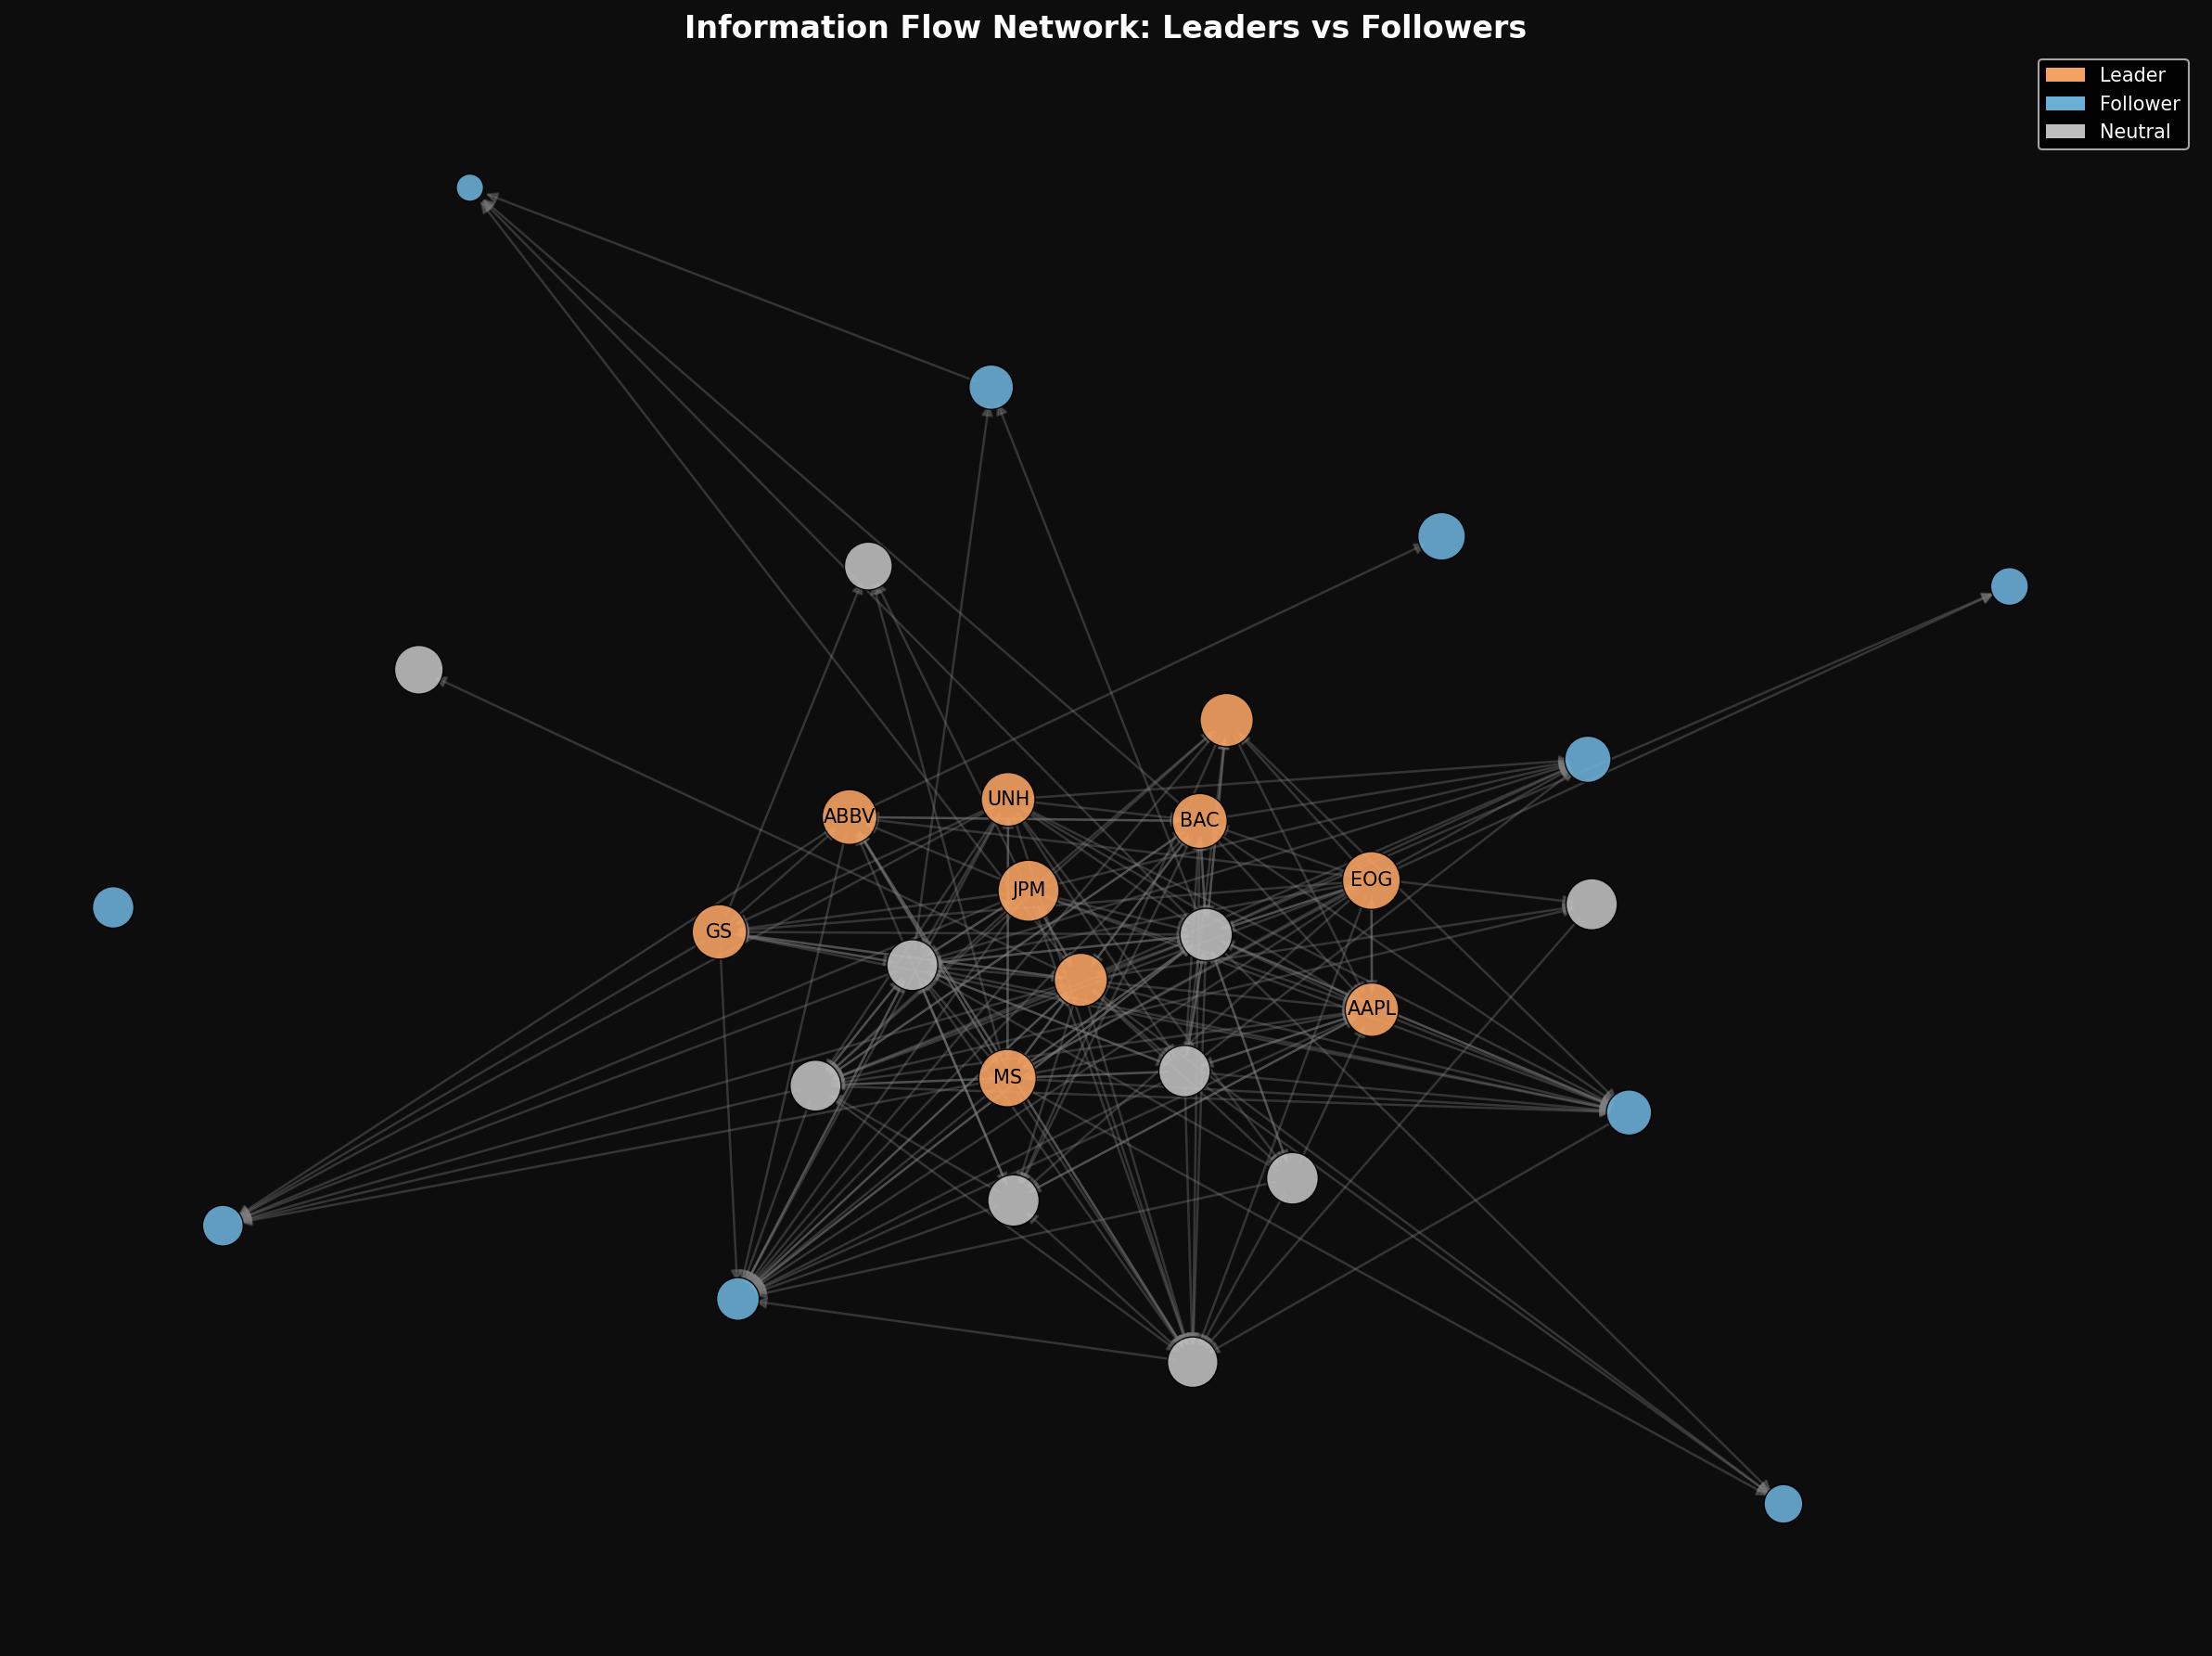 Information Flow Network: Leaders vs Followers
Leader
Follower
Neutral
UNH
ABBV
BAC
JPM
EOG
GS
AAPL
MS